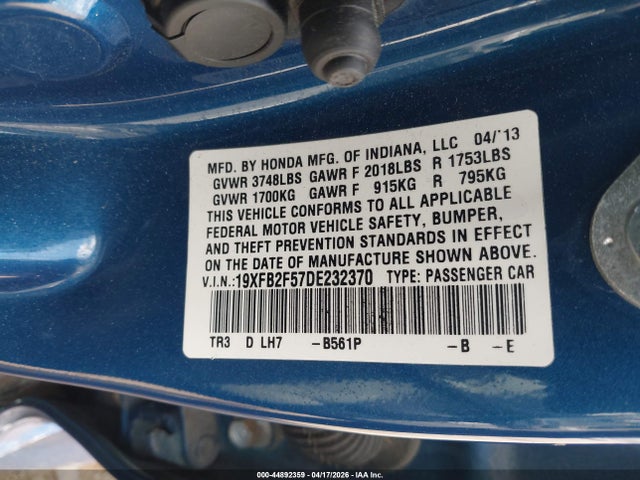 MFD. BY HONDA MFG. OF INDIANA, LLC 04/'13
GVWR 3748LBS GAWR F 2018LBS R 1753LBS
GVWR 1700KG GAWR F 915KG R 795KG
THIS VEHICLE CONFORMS TO ALL APPLICABLE
FEDERAL MOTOR VEHICLE SAFETY, BUMPER,
AND THEFT PREVENTION STANDARDS IN EFFECT
ON THE DATE OF MANUFACTURE SHOWN ABOVE.
V.I.N.:19XFB2F57DE232370 TYPE: PASSENGER CAR
TR3 D LH7 -B561P -B -E
000-44892359 - 04/17/2026 - IAA Inc.